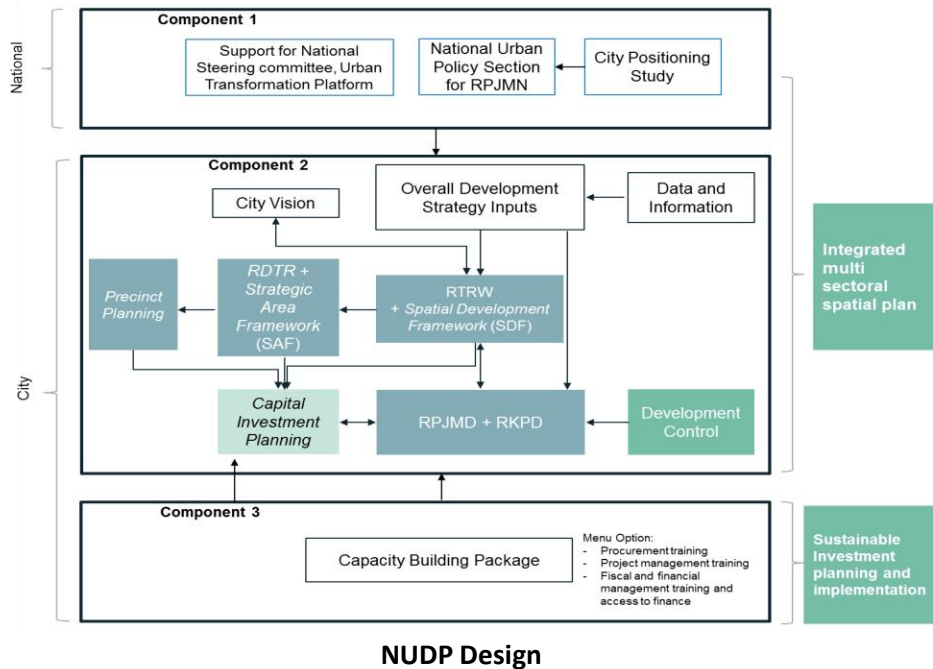 National
Component 1
Support for National
Steering committee, Urban
Transformation Platform
National Urban
Policy Section
for RPJMN
City Positioning
Study
City
Component 2
City Vision
Overall Development
Strategy Inputs
Data and
Information
Precinct
Planning
RDTR +
Strategic
Area
Framework
(SAF)
RTRW
+ Spatial Development
Framework (SDF)
Capital
Investment
Planning
RPJMD + RKPD
Development
Control
Integrated
multi
sectoral
spatial plan
Component 3
Capacity Building Package
Menu Option:
- Procurement training
- Project management training
- Fiscal and financial
management training and
access to finance
Sustainable
Investment
planning and
implementation
NUDP Design